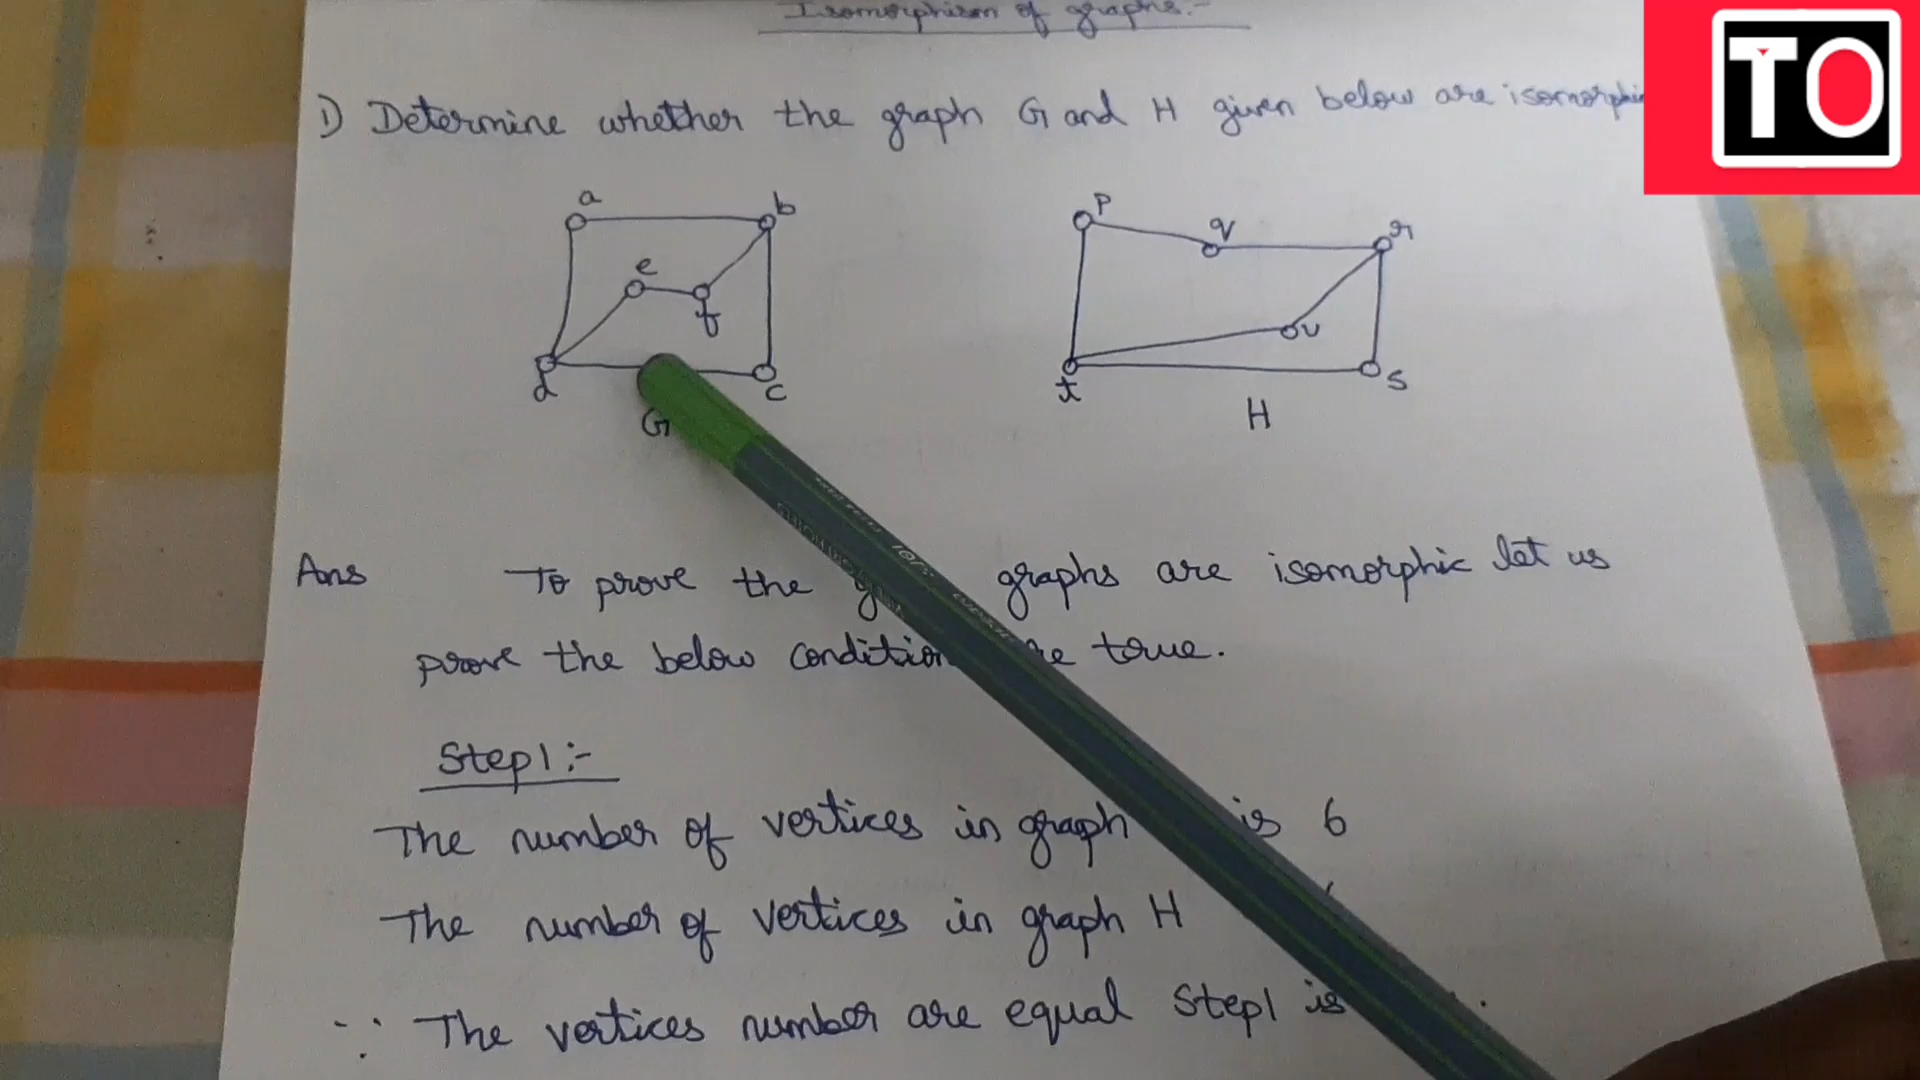 Isomorphism of graphs:-
TO
1) Determine whether the graph G and H given below are isomorphic
a b
e
f
d c
G
p q r
u
t s
H
Ans To prove the graphs are isomorphic let us
prove the below condition true.
Step1:-
The number of vertices in graph is 6
The number of vertices in graph H
∵ The vertices number are equal Step1 is